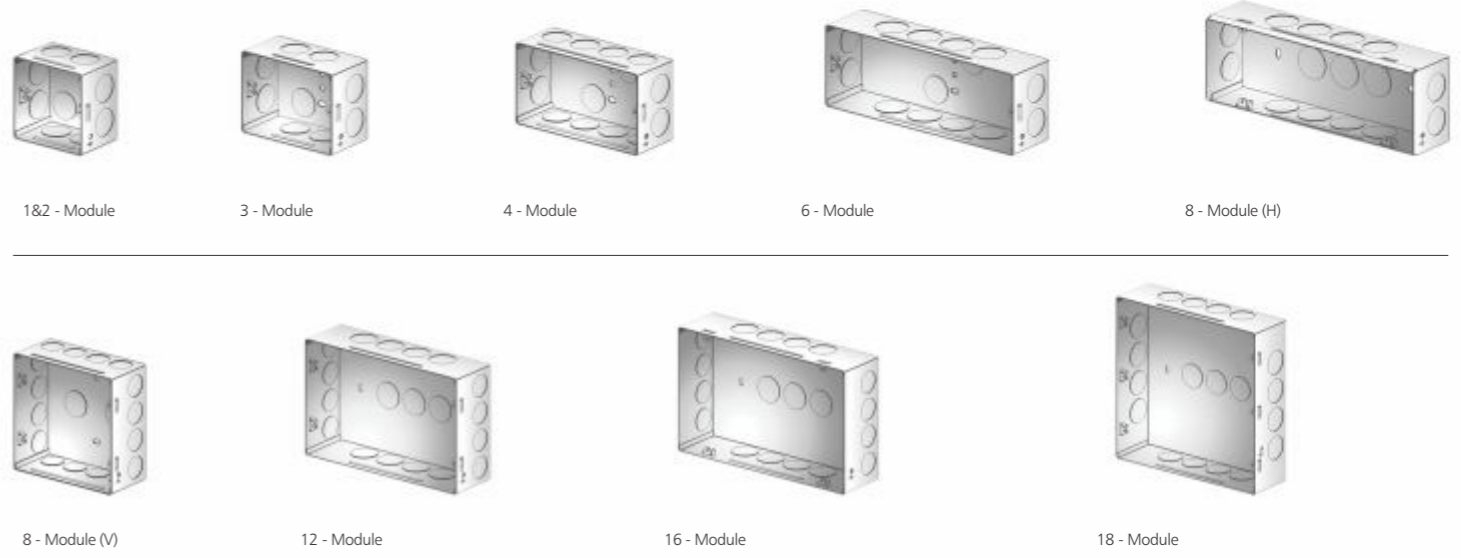 1&2 - Module
3 - Module
4 - Module
6 - Module
8 - Module (H)
8 - Module (V)
12 - Module
16 - Module
18 - Module